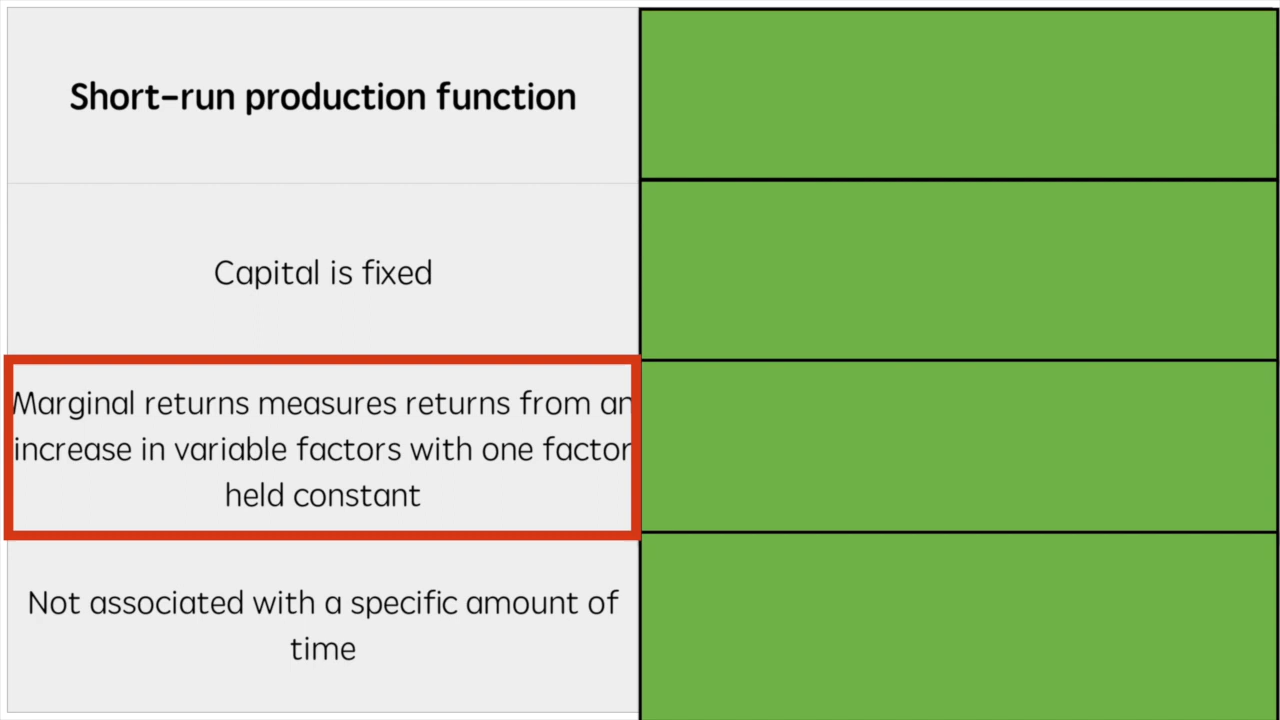 Short-run production function
Capital is fixed
Marginal returns measures returns from an
increase in variable factors with one factor
held constant
Not associated with a specific amount of
time